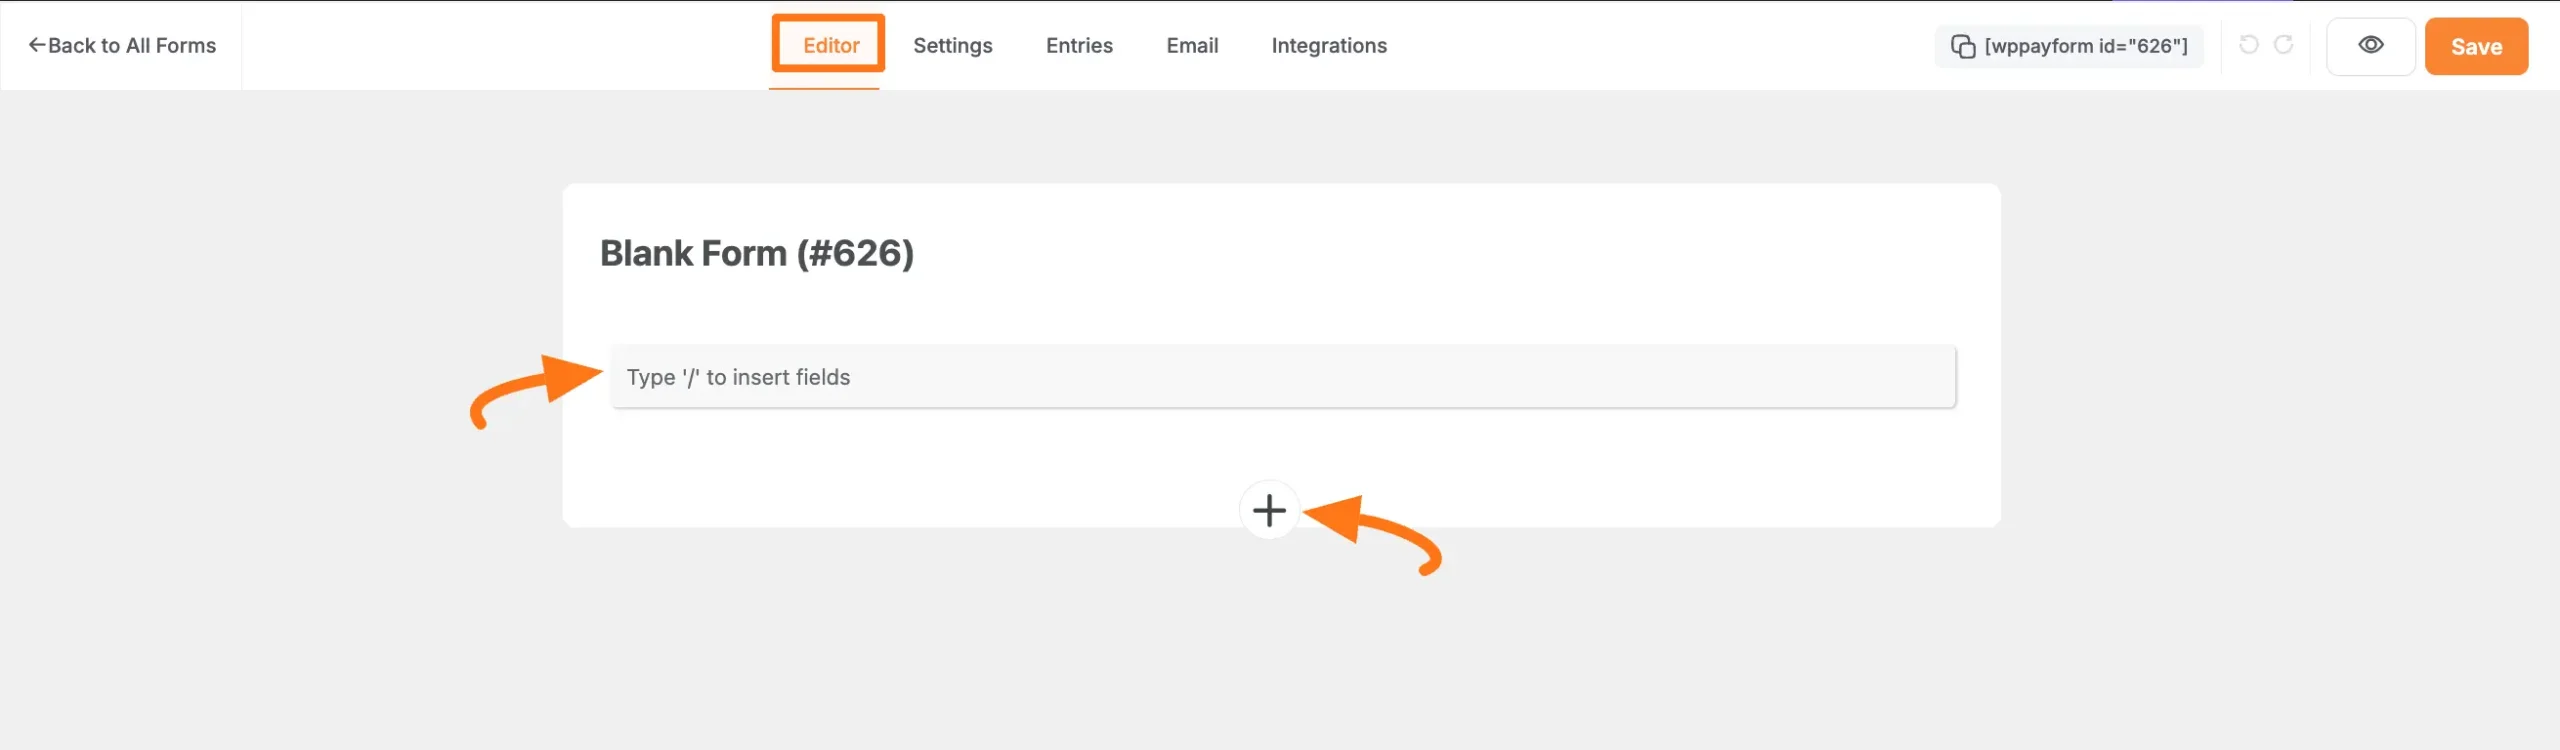 ←Back to All Forms
Editor
Settings
Entries
Email
Integrations
[wppayform id="626"]
Save
Blank Form (#626)
Type '/' to insert fields